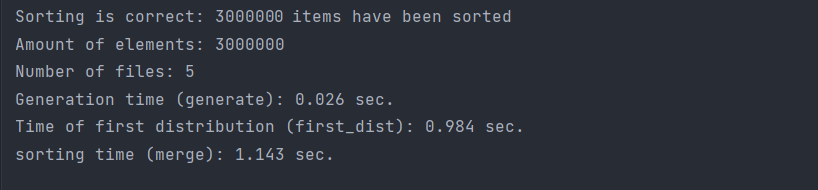 Sorting is correct: 3000000 items have been sorted
Amount of elements: 3000000
Number of files: 5
Generation time (generate): 0.026 sec.
Time of first distribution (first_dist): 0.984 sec.
sorting time (merge): 1.143 sec.